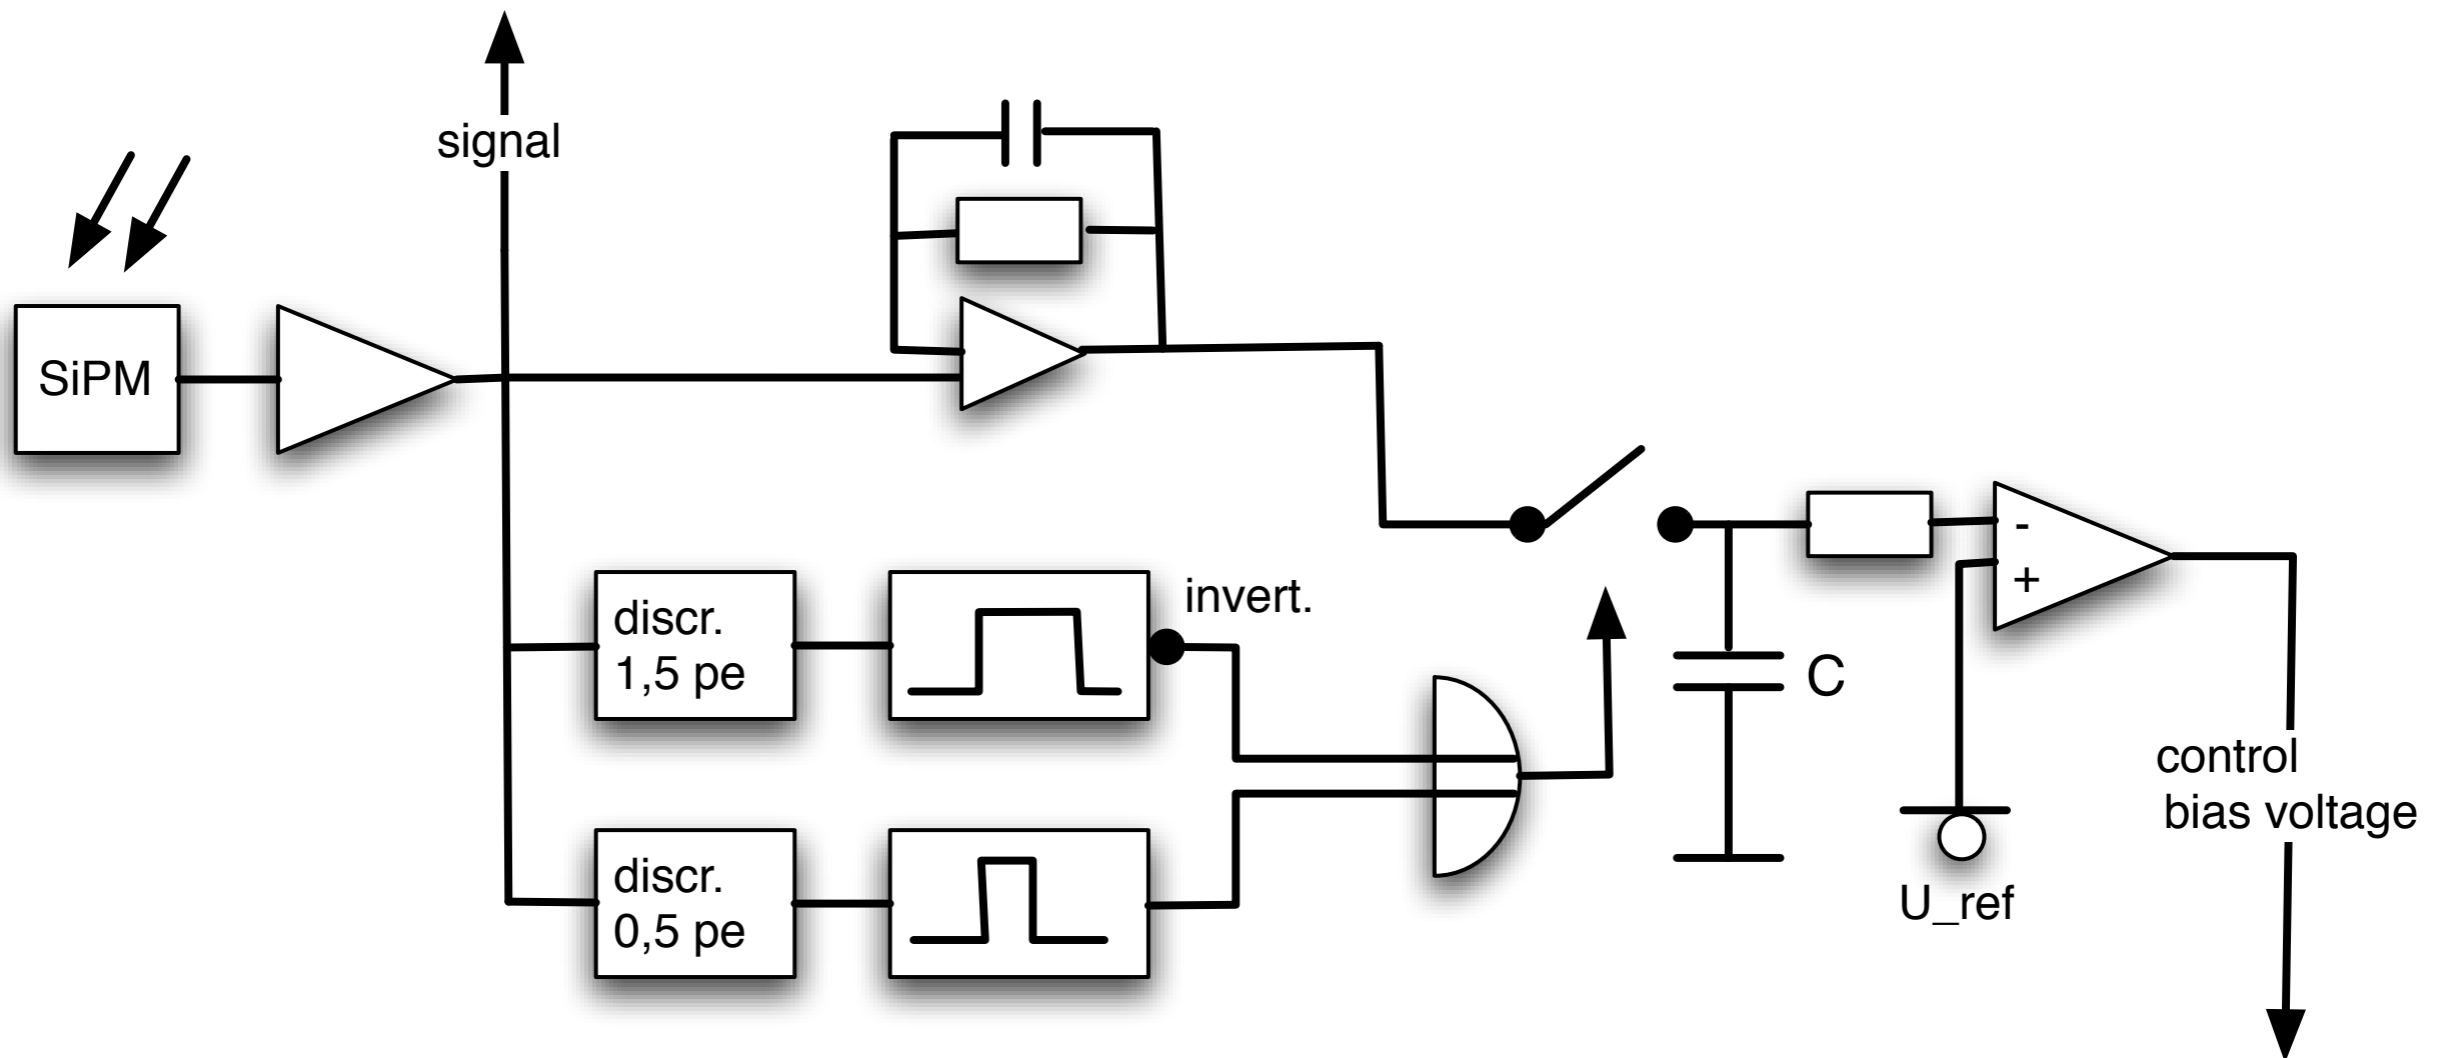 signal
SiPM
invert.
discr.
1,5 pe
-
+
C
control
bias voltage
discr.
0,5 pe
U_ref